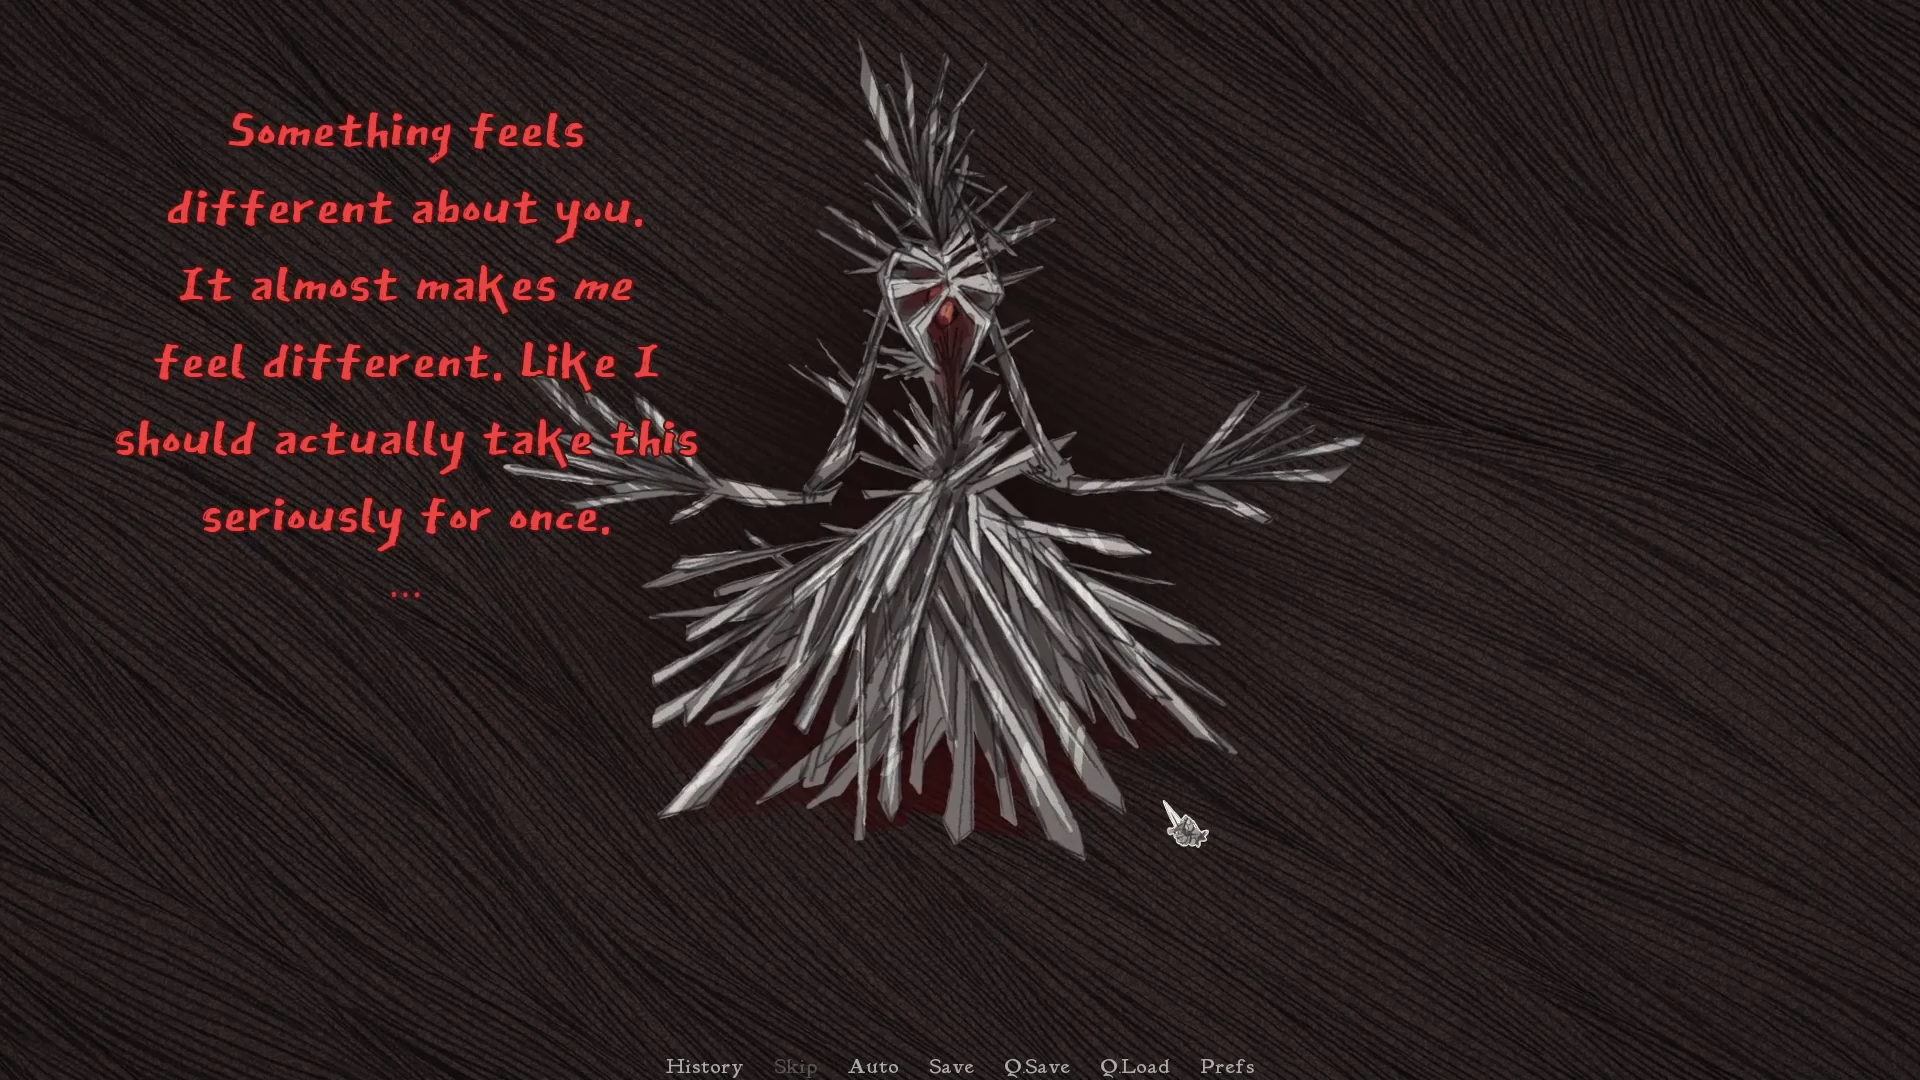 Something feels
different about you.
It almost makes me
feel different. Like I
should actually take this
seriously for once.
...
History Skip Auto Save Q.Save Q.Load Prefs